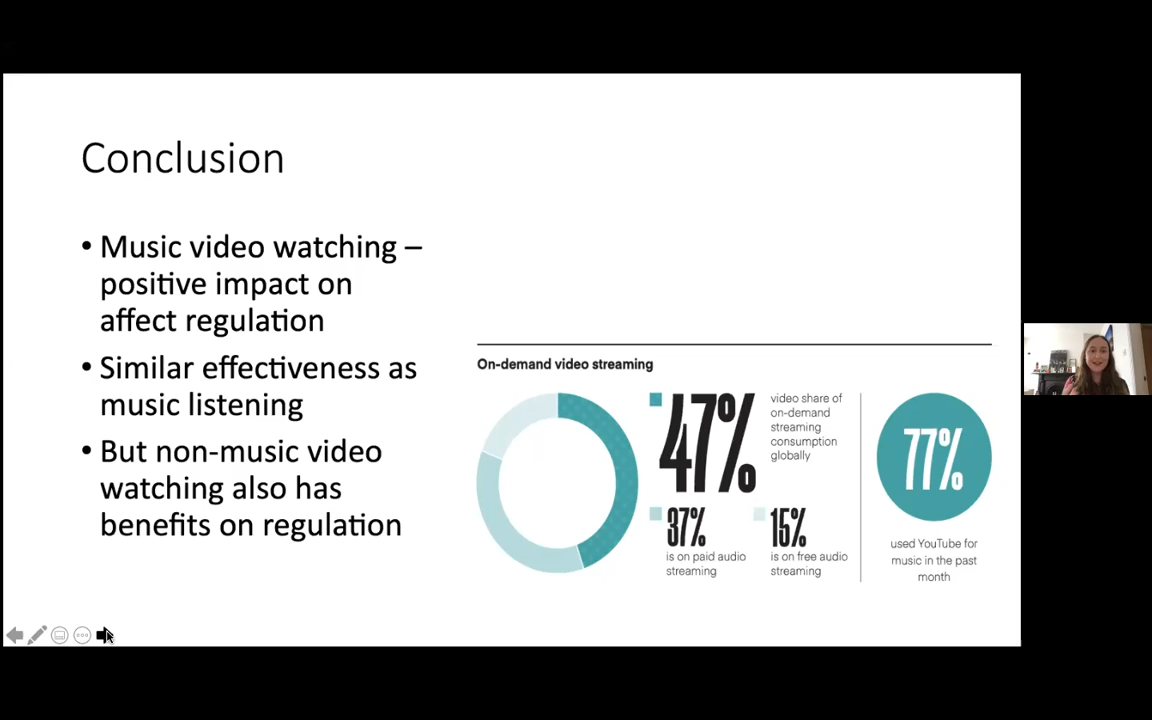 Conclusion
• Music video watching –
positive impact on
affect regulation
• Similar effectiveness as
music listening
• But non-music video
watching also has
benefits on regulation
On-demand video streaming
47%
video share of
on-demand
streaming
consumption
globally
37%
is on paid audio
streaming
15%
is on free audio
streaming
77%
used YouTube for
music in the past
month